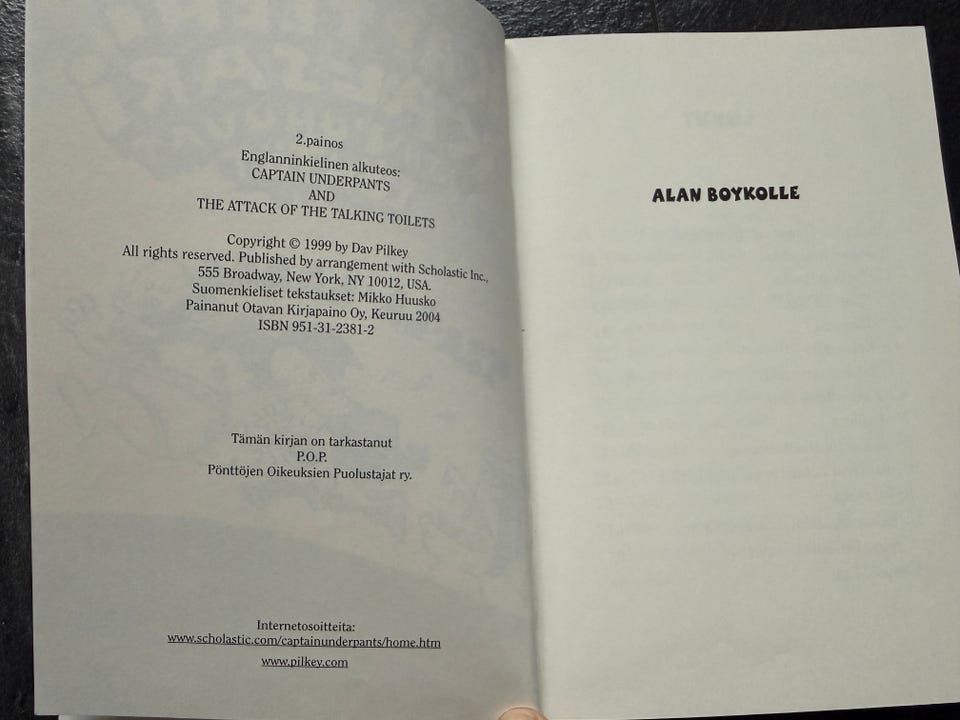 2.painos
Englanninkielinen alkuteos:
CAPTAIN UNDERPANTS
AND
THE ATTACK OF THE TALKING TOILETS
Copyright © 1999 by Dav Pilkey
All rights reserved. Published by arrangement with Scholastic Inc.,
555 Broadway, New York, NY 10012, USA.
Suomenkieliset tekstaukset: Mikko Huusko
Painanut Otavan Kirjapaino Oy, Keuruu 2004
ISBN 951-31-2381-2
Tämän kirjan on tarkastanut
P.O.P.
Pönttöjen Oikeuksien Puolustajat ry.
Internetosoitteita:
www.scholastic.com/captainunderpants/home.htm
www.pilkey.com
ALAN BOYKOLLE